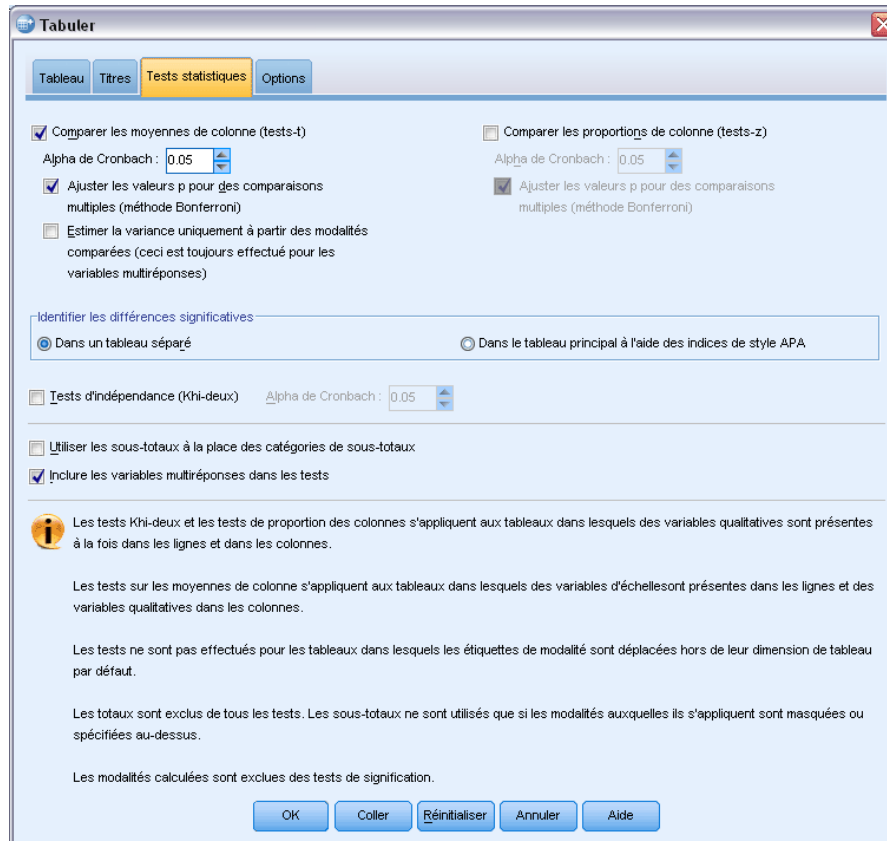 Tabuler
Tableau
Titres
Tests statistiques
Options
Comparer les moyennes de colonne (tests-t)
Alpha de Cronbach : 0.05
Ajuster les valeurs p pour des comparaisons
multiples (méthode Bonferroni)
Estimer la variance uniquement à partir des modalités
comparées (ceci est toujours effectué pour les
variables multiréponses)
Comparer les proportions de colonne (tests-z)
Alpha de Cronbach : 0.05
Ajuster les valeurs p pour des comparaisons
multiples (méthode Bonferroni)
Identifier les différences significatives
Dans un tableau séparé
Dans le tableau principal à l'aide des indices de style APA
Tests d'indépendance (Khi-deux)
Alpha de Cronbach : 0.05
Utiliser les sous-totaux à la place des catégories de sous-totaux
Inclure les variables multiréponses dans les tests
Les tests Khi-deux et les tests de proportion des colonnes s'appliquent aux tableaux dans lesquels des variables qualitatives sont présentes
à la fois dans les lignes et dans les colonnes.
Les tests sur les moyennes de colonne s'appliquent aux tableaux dans lesquels des variables d'échellesont présentes dans les lignes et des
variables qualitatives dans les colonnes.
Les tests ne sont pas effectués pour les tableaux dans lesquels les étiquettes de modalité sont déplacées hors de leur dimension de tableau
par défaut.
Les totaux sont exclus de tous les tests. Les sous-totaux ne sont utilisés que si les modalités auxquelles ils s'appliquent sont masquées ou
spécifiées au-dessus.
Les modalités calculées sont exclues des tests de signification.
OK
Coller
Réinitialiser
Annuler
Aide